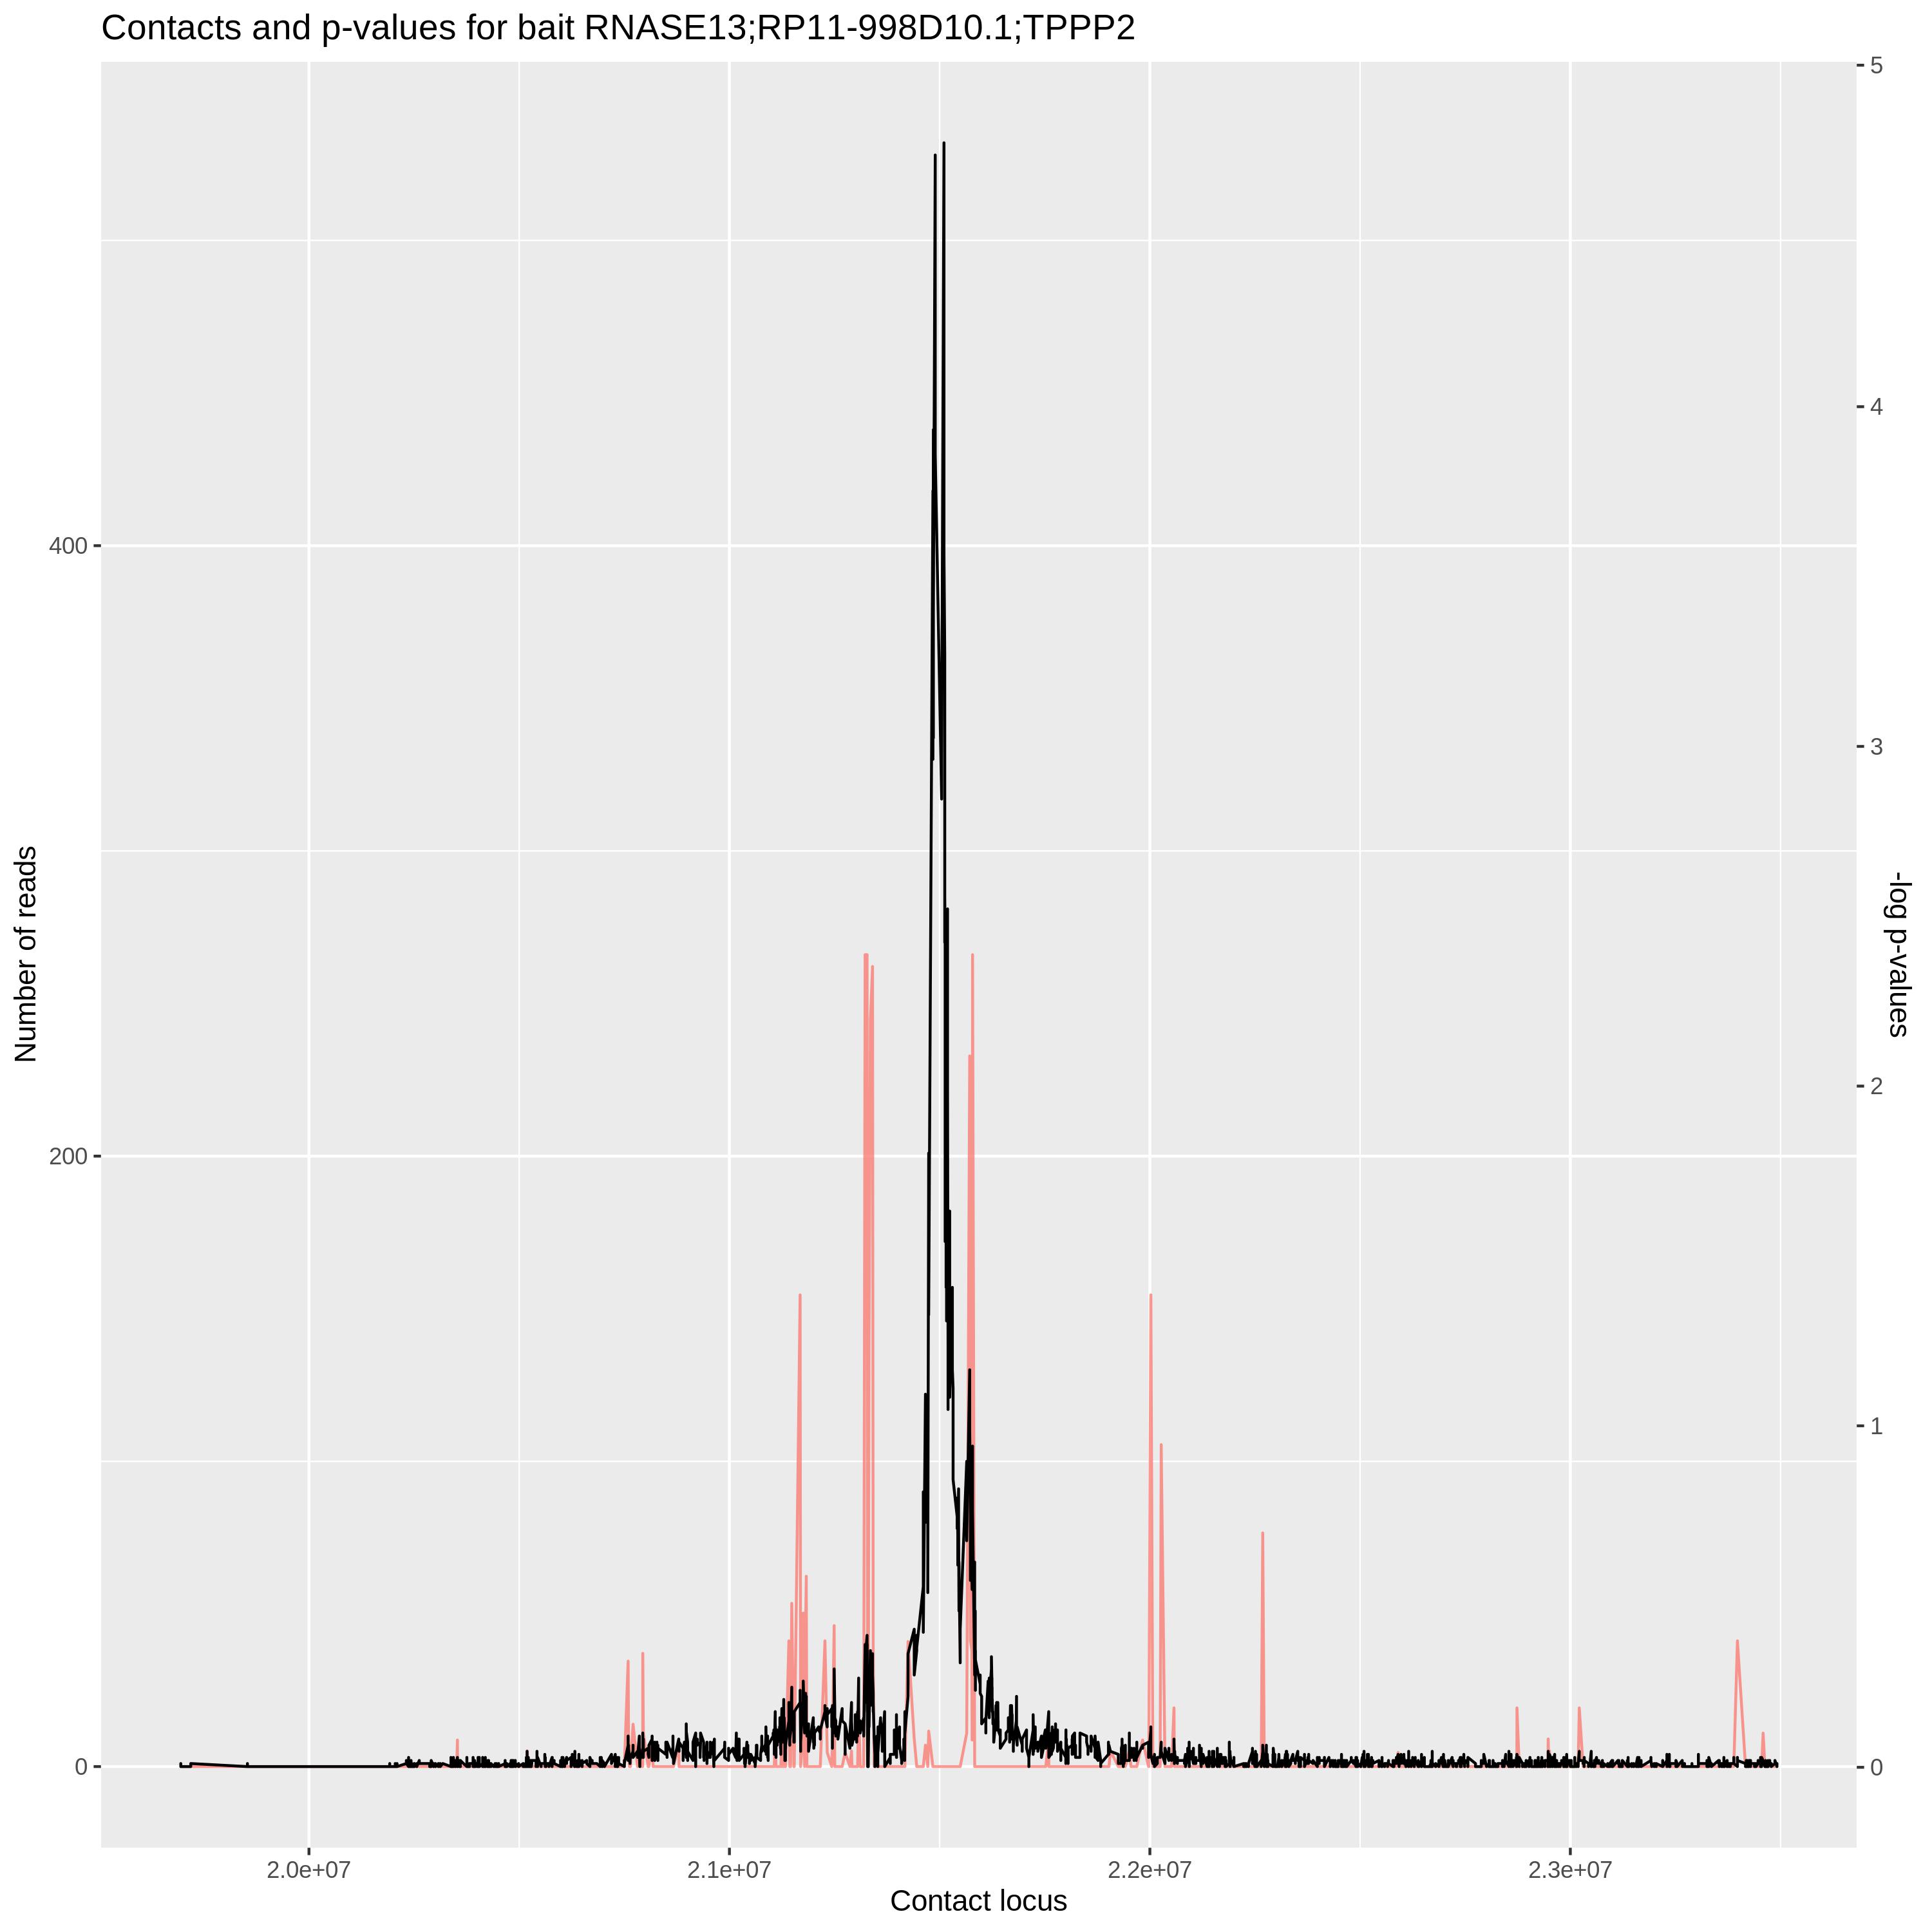 Contacts and p-values for bait RNASE13;RP11-998D10.1;TPPP2
5
4
3
2
1
0
400
200
0
Number of reads
-log p-values
2.0e+07 2.1e+07 2.2e+07 2.3e+07
Contact locus